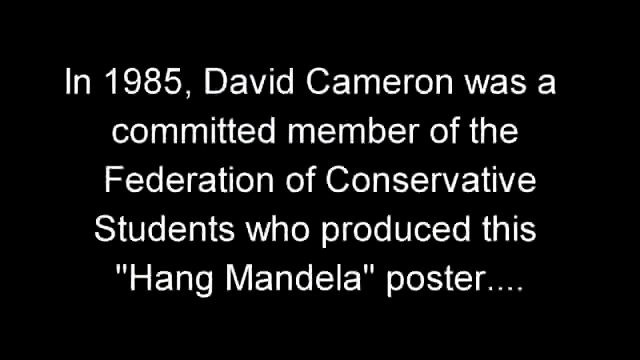 In 1985, David Cameron was a
committed member of the
Federation of Conservative
Students who produced this
"Hang Mandela" poster....